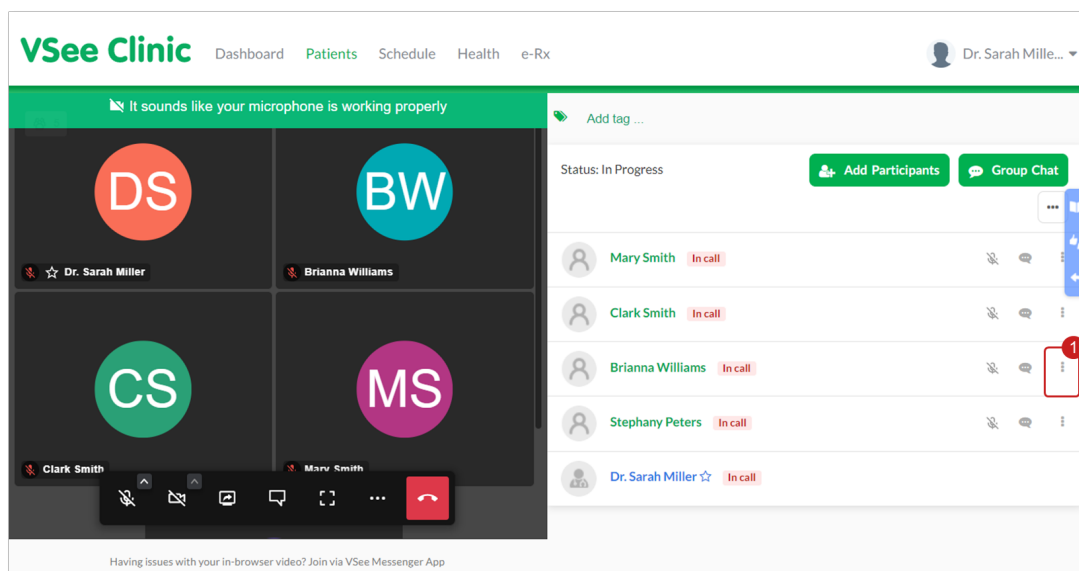 VSee Clinic Dashboard Patients Schedule Health e-Rx Dr. Sarah Mille...
It sounds like your microphone is working properly
DS
Dr. Sarah Miller
BW
Brianna Williams
CS
Clark Smith
MS
Mary Smith
Having issues with your in-browser video? Join via VSee Messenger App
Add tag ...
Status: In Progress Add Participants Group Chat
Mary Smith In call
Clark Smith In call
1
Brianna Williams In call
Stephany Peters In call
Dr. Sarah Miller In call